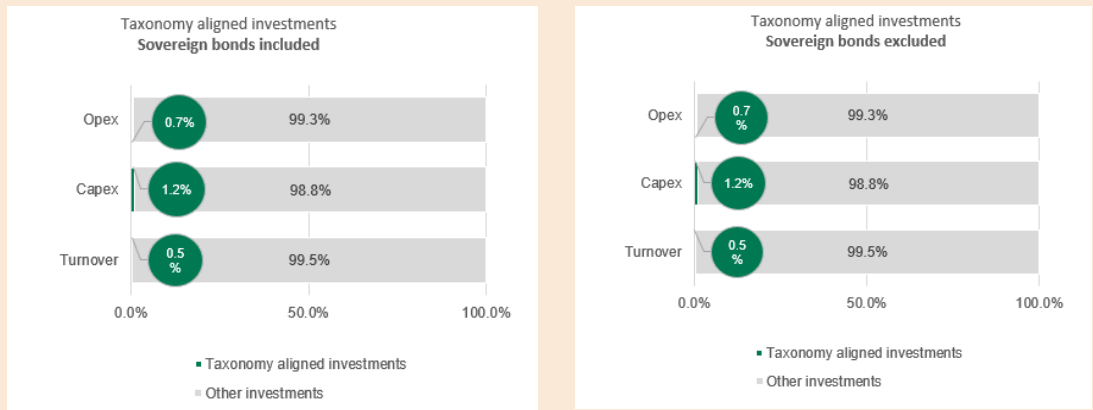 Taxonomy aligned investments
Sovereign bonds included
Opex
0.7%
99.3%
Capex
1.2%
98.8%
Turnover
0.5
%
99.5%
0.0%
50.0%
100.0%
Taxonomy aligned investments
Other investments
Taxonomy aligned investments
Sovereign bonds excluded
Opex
0.7
%
99.3%
Capex
1.2%
98.8%
Turnover
0.5
%
99.5%
0.0%
50.0%
100.0%
Taxonomy aligned investments
Other investments